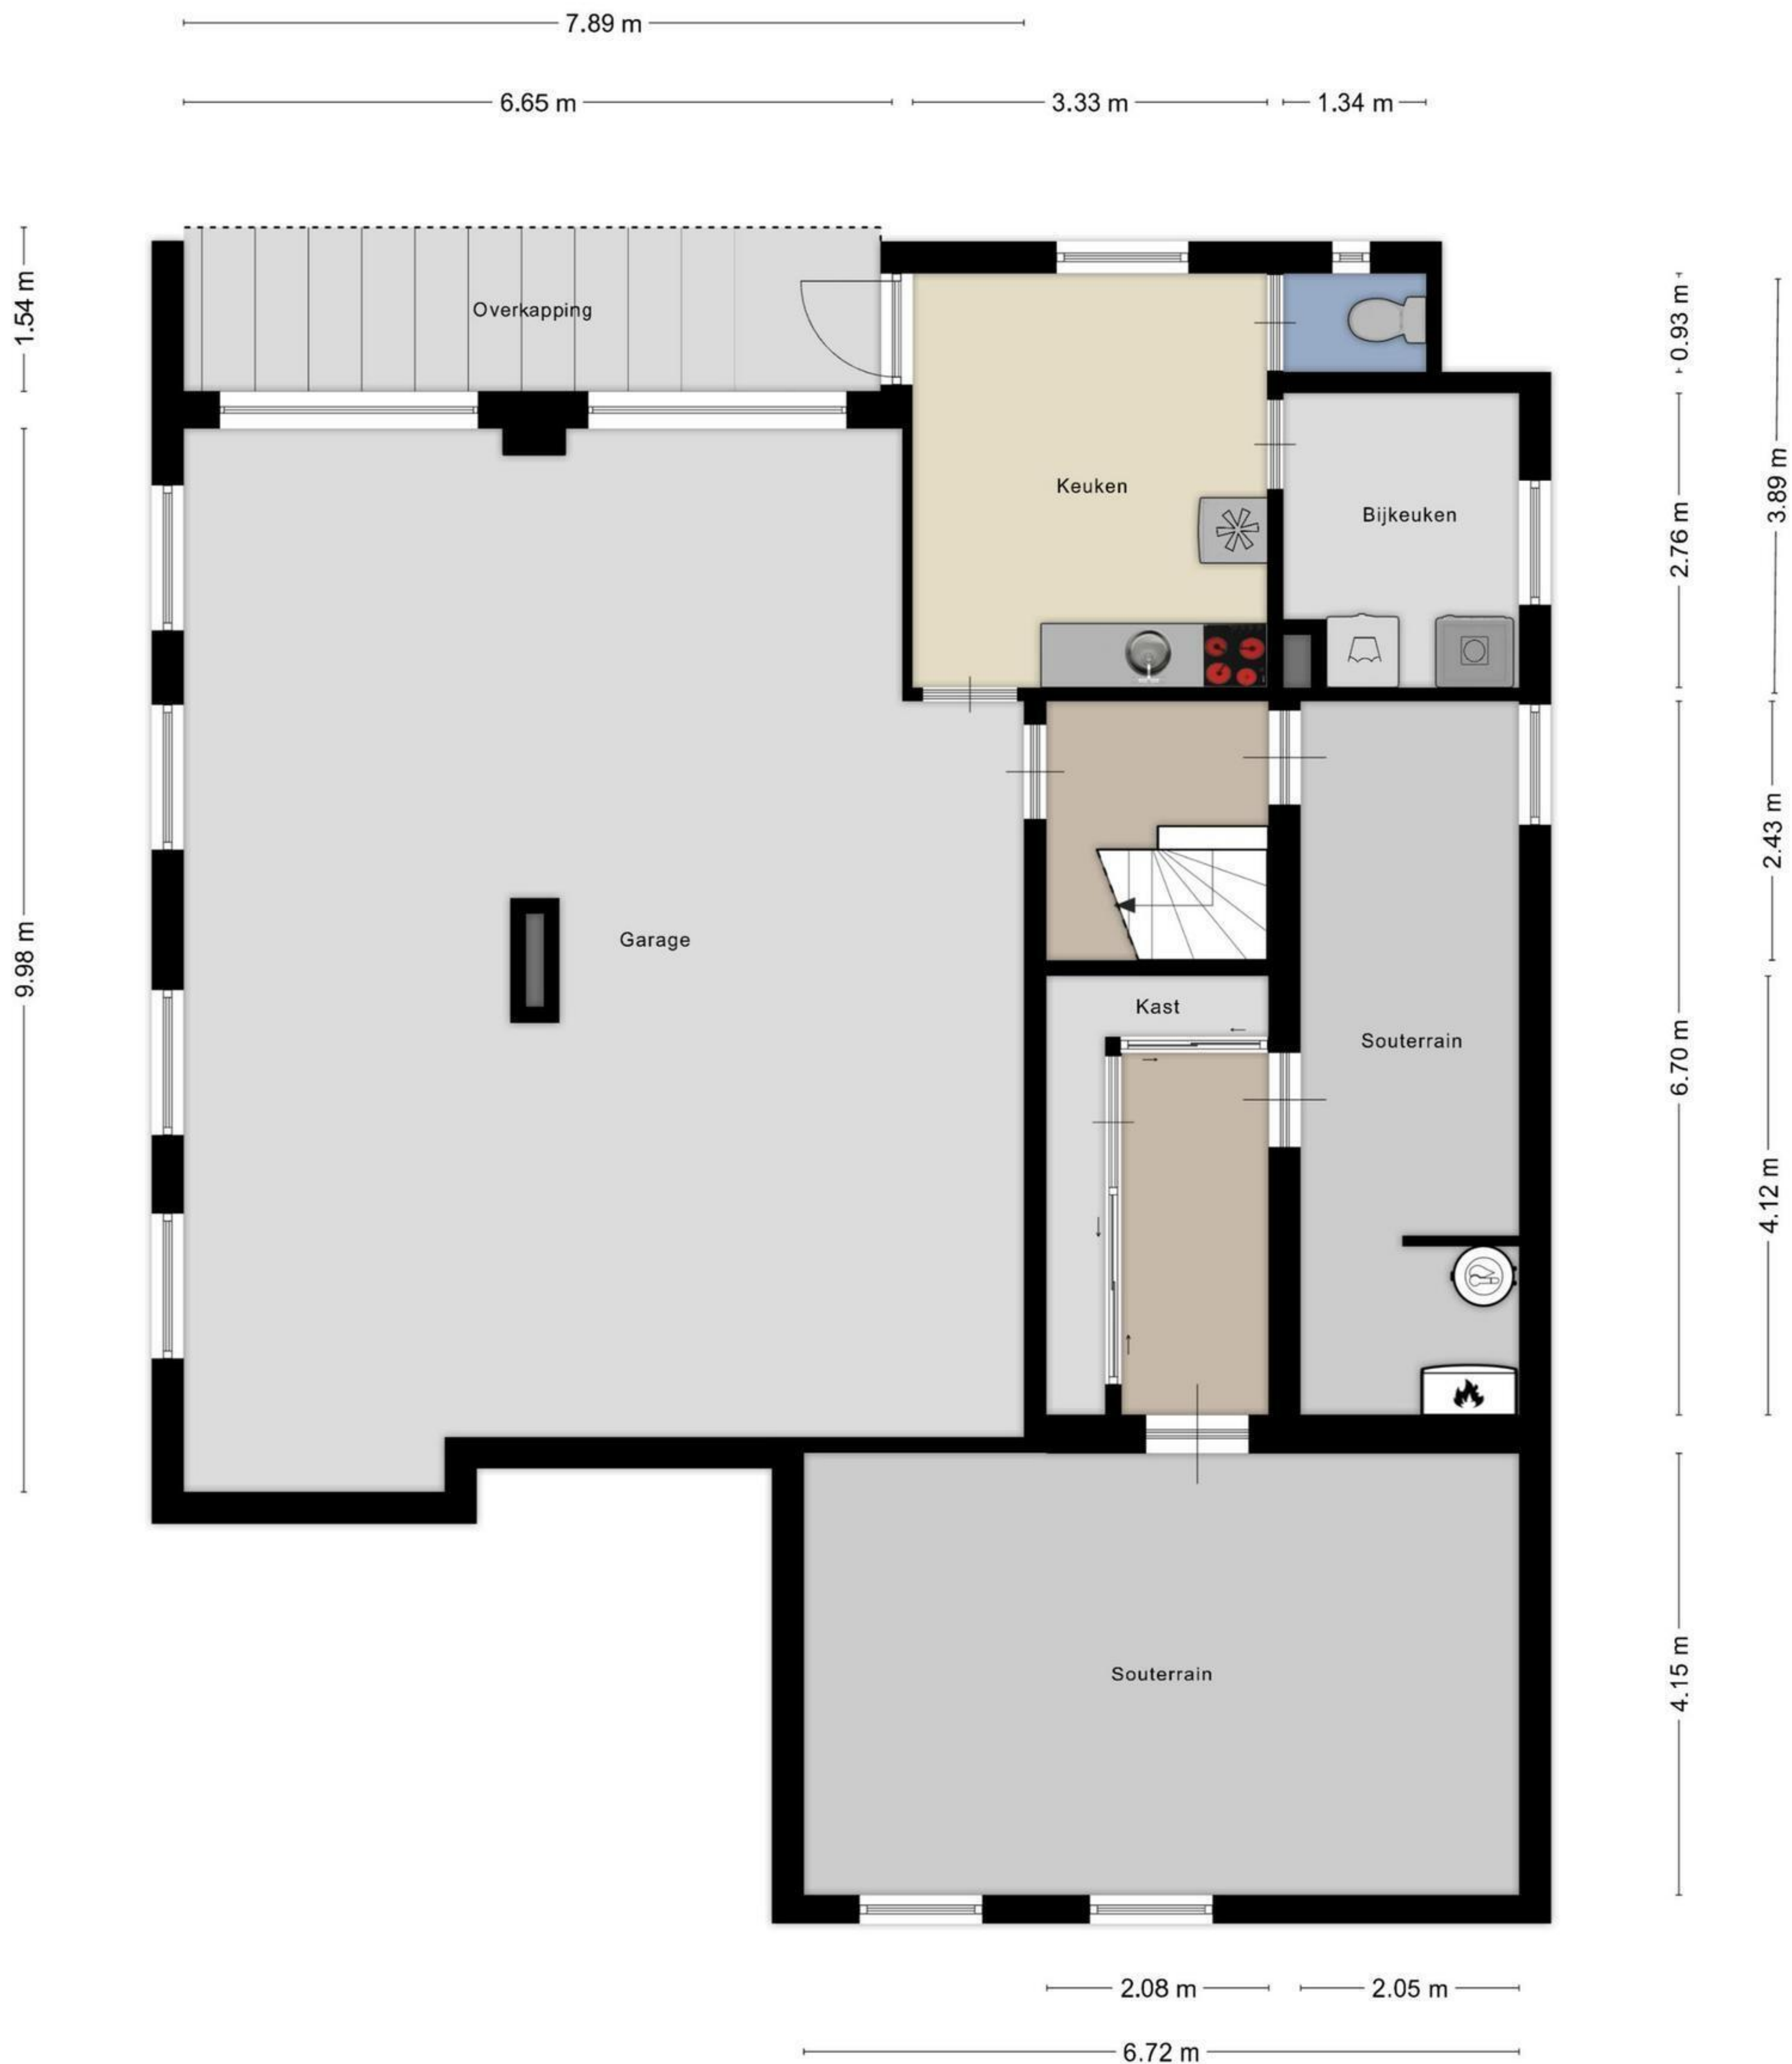 7.89 m
6.65 m
3.33 m
1.34 m
1.54 m
Overkapping
0.93 m
3.89 m
Keuken
Bijkeuken
2.76 m
2.43 m
Garage
9.98 m
Kast
Souterrain
6.70 m
4.12 m
Souterrain
4.15 m
2.08 m
2.05 m
6.72 m